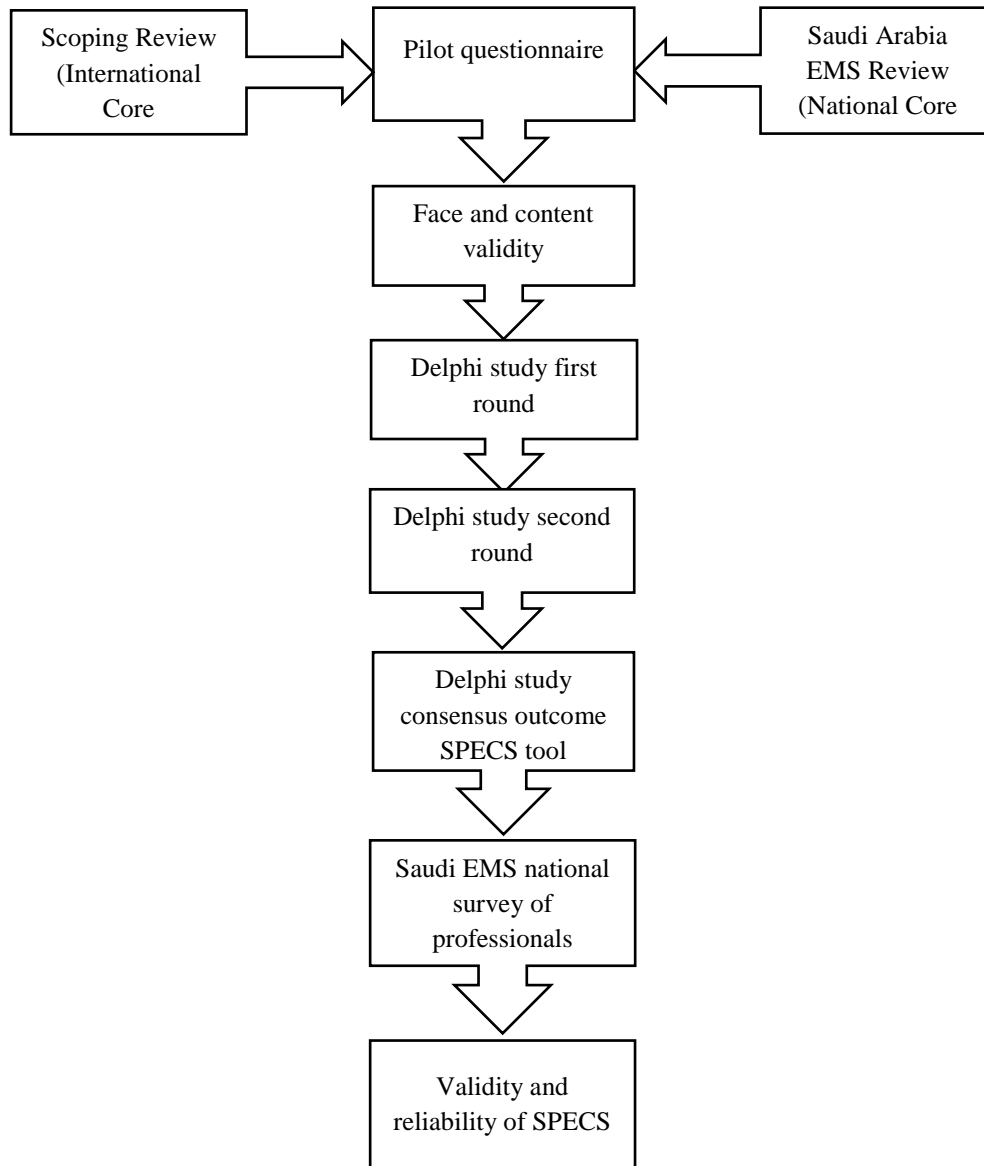 Scoping Review
(International
Core
Pilot questionnaire
Saudi Arabia
EMS Review
(National Core
Face and content
validity
Delphi study first
round
Delphi study second
round
Delphi study
consensus outcome
SPECS tool
Saudi EMS national
survey of
professionals
Validity and
reliability of SPECS